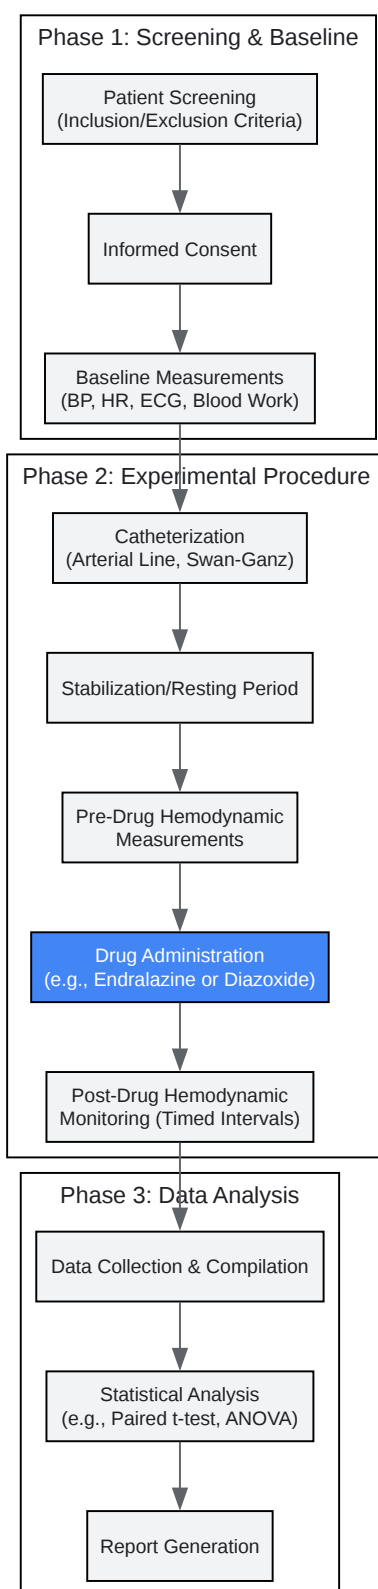 Phase 1: Screening & Baseline
Patient Screening
(Inclusion/Exclusion Criteria)
Informed Consent
Baseline Measurements
(BP, HR, ECG, Blood Work)
Phase 2: Experimental Procedure
Catheterization
(Arterial Line, Swan-Ganz)
Stabilization/Resting Period
Pre-Drug Hemodynamic
Measurements
Drug Administration
(e.g., Endralazine or Diazoxide)
Post-Drug Hemodynamic
Monitoring (Timed Intervals)
Phase 3: Data Analysis
Data Collection & Compilation
Statistical Analysis
(e.g., Paired t-test, ANOVA)
Report Generation